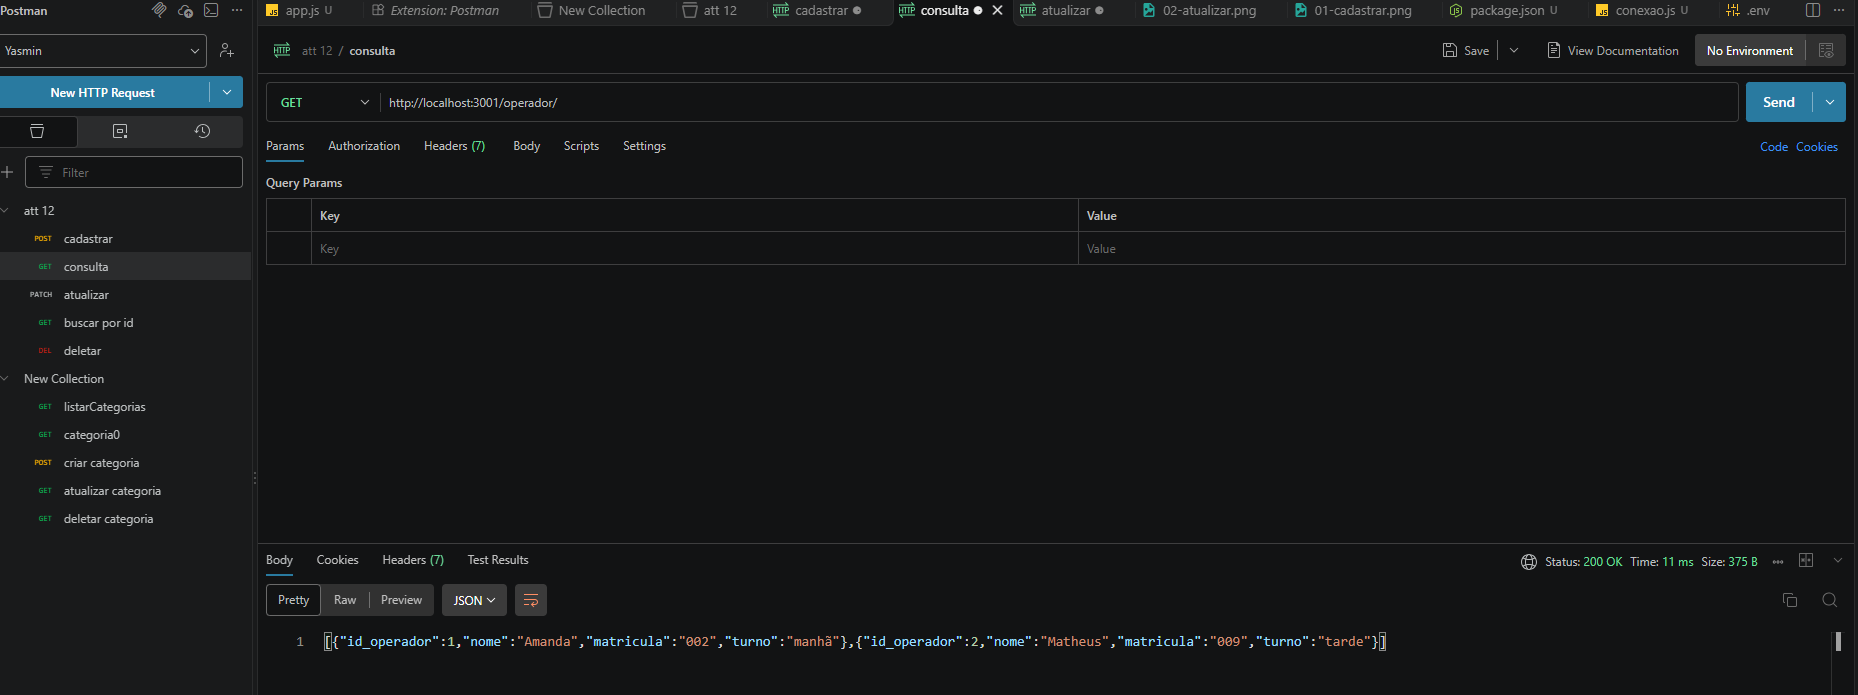 Postman
app.js U
Extension: Postman
New Collection
att 12
cadastrar
consulta
atualizar
02-atualizar.png
01-cadastrar.png
package.json U
conexao.js U
.env
Yasmin
att 12 / consulta
Save
View Documentation
No Environment
New HTTP Request
GET
http://localhost:3001/operador/
Send
Params
Authorization
Headers (7)
Body
Scripts
Settings
Code
Cookies
Filter
Query Params
Key
Value
Key
Value
att 12
POST cadastrar
GET consulta
PATCH atualizar
GET buscar por id
DEL deletar
New Collection
GET listarCategorias
GET categoria0
POST criar categoria
GET atualizar categoria
GET deletar categoria
Body
Cookies
Headers (7)
Test Results
Status: 200 OK Time: 11 ms Size: 375 B
Pretty
Raw
Preview
JSON
1 [{"id_operador":1,"nome":"Amanda","matricula":"002","turno":"manhã"},{"id_operador":2,"nome":"Matheus","matricula":"009","turno":"tarde"}]